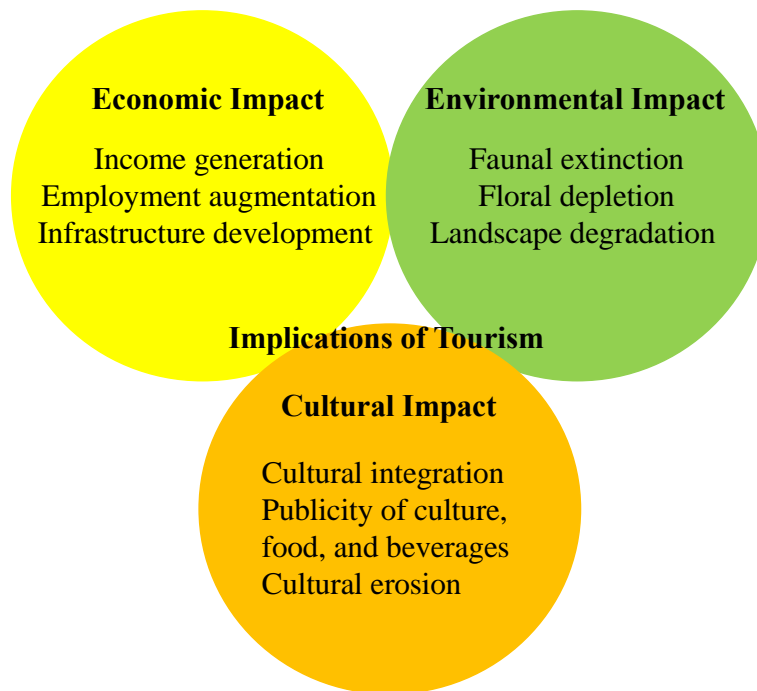 Economic Impact
Income generation
Employment augmentation
Infrastructure development
Environmental Impact
Faunal extinction
Floral depletion
Landscape degradation
Implications of Tourism
Cultural Impact
Cultural integration
Publicity of culture,
food, and beverages
Cultural erosion